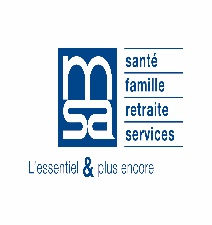 msa
santé
famille
retraite
services
L'essentiel & plus encore